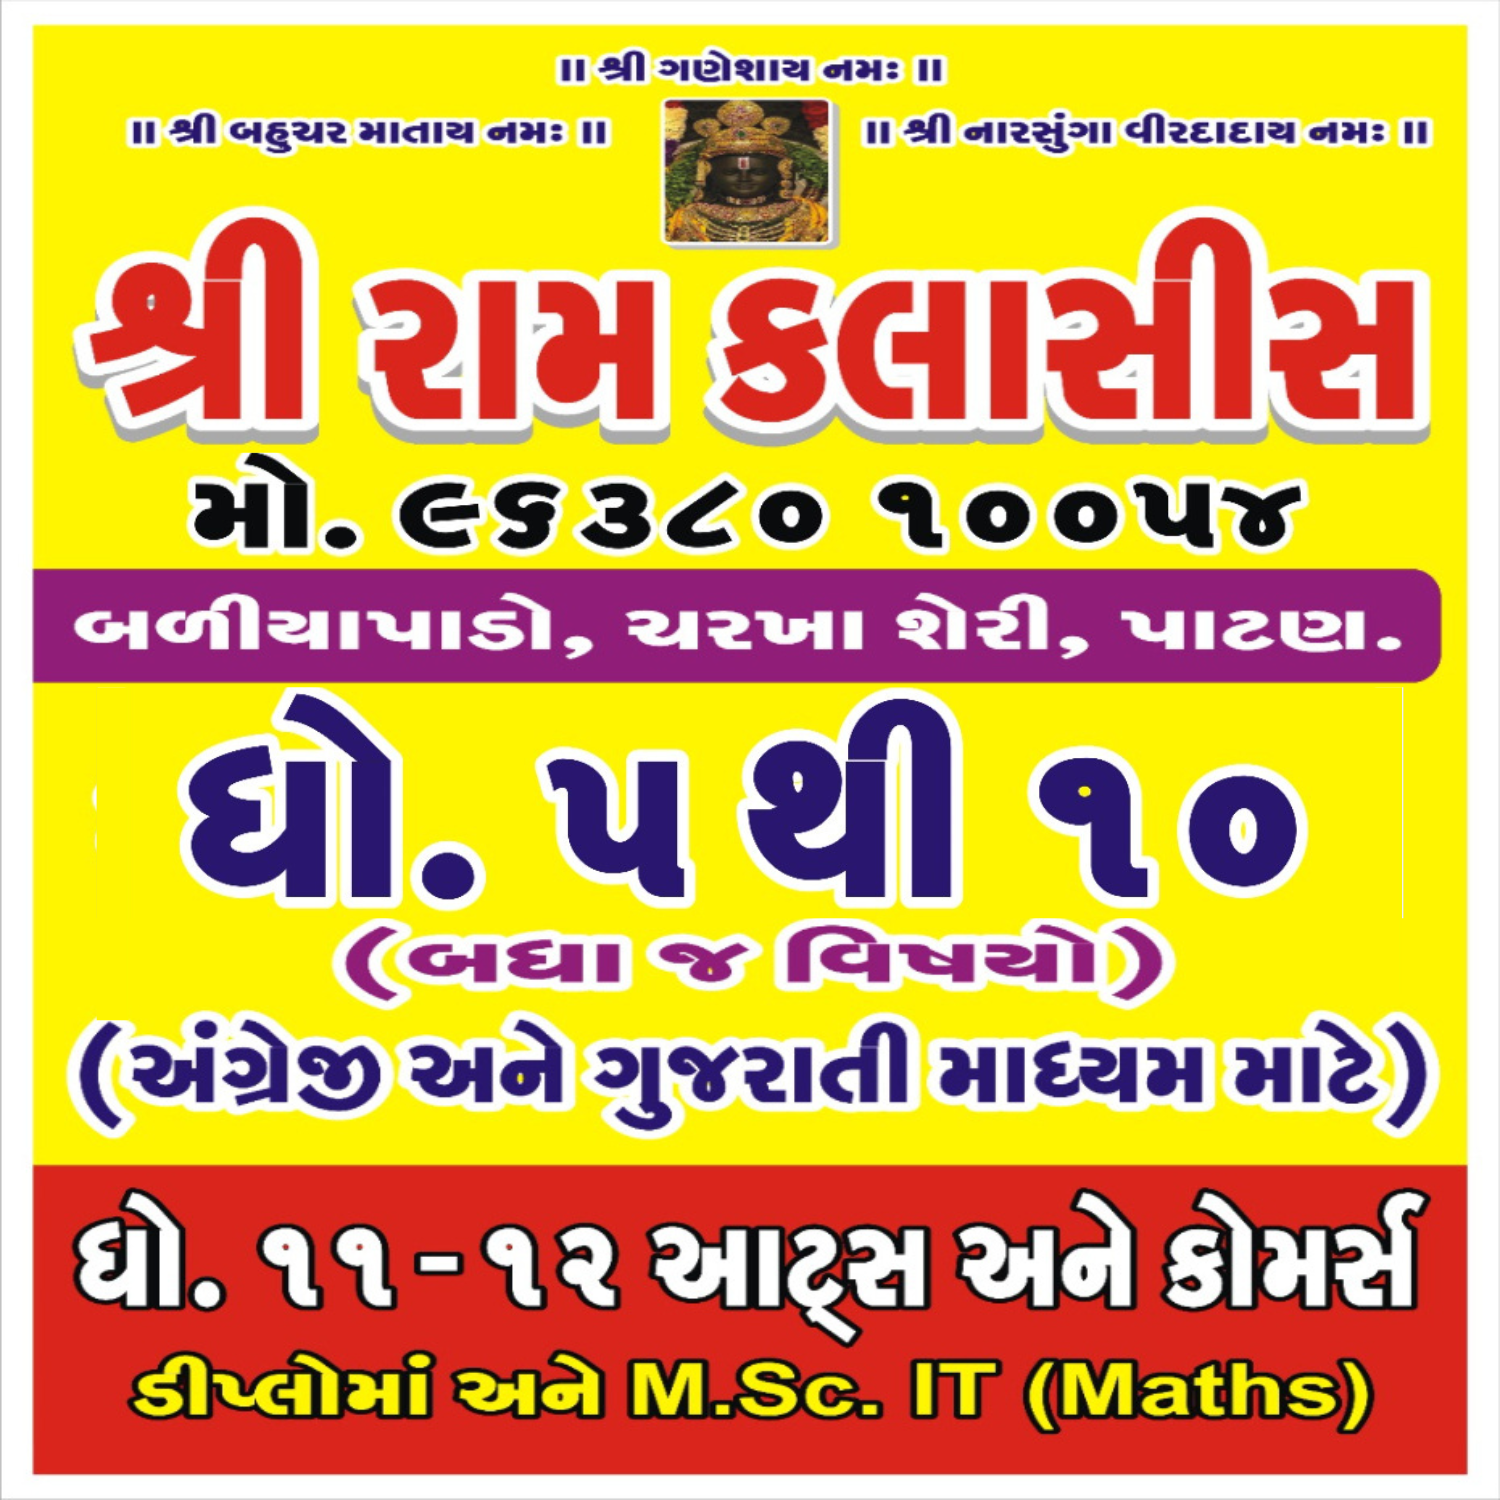 ॥ શ્રી ગણેશાય નમઃ ॥
॥ શ્રી બહુચર માતાય નમઃ ॥
॥ શ્રી નારસુંગા વીરદાદાય નમઃ ॥
શ્રી રામ કલાસીસ
મો. ૯૬૩૮૦ ૧૦૦૫૪
બળીયાપાડો, ચરખા શેરી, પાટણ.
ધો. ૫ થી ૧૦
(બધા જ વિષયો)
(અંગ્રેજી અને ગુજરાતી માધ્યમ માટે)
ધો. ૧૧-૧૨ આટ્સ અને કોમર્સ
ડીપ્લોમાં અને M.Sc. IT (Maths)